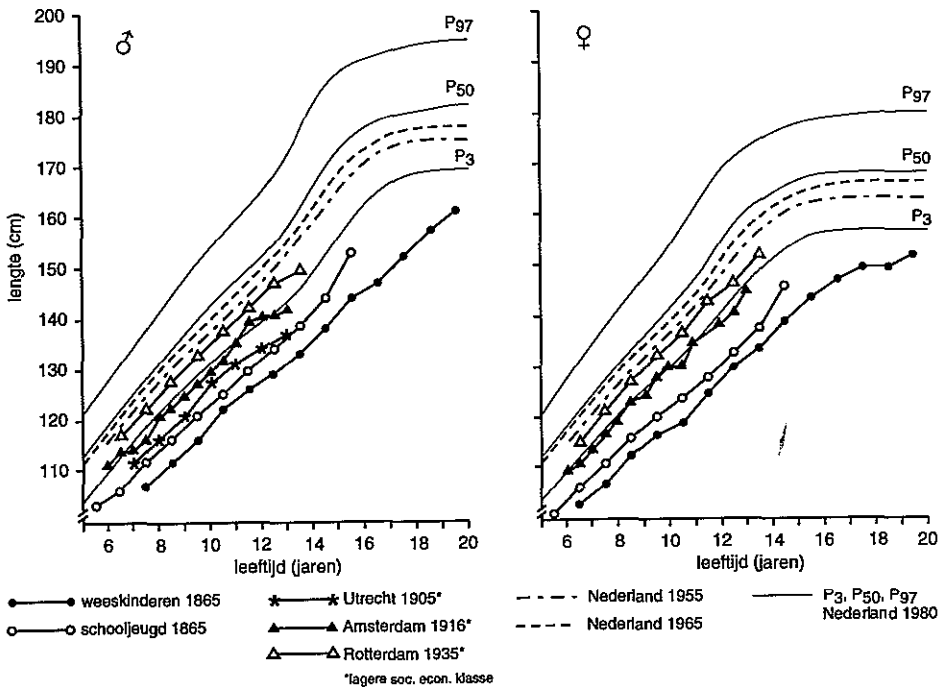 ♂
♀
lengte (cm)
200
190
180
170
160
150
140
130
120
110
P97
P50
P3
P97
P50
P3
6 8 10 12 14 16 18 20
leeftijd (jaren)
6 8 10 12 14 16 18 20
leeftijd (jaren)
weeskinderen 1865
schooljeugd 1865
Utrecht 1905*
Amsterdam 1916*
Rotterdam 1935*
*lagere soc. econ. klasse
Nederland 1955
Nederland 1965
P3, P50, P97
Nederland 1980